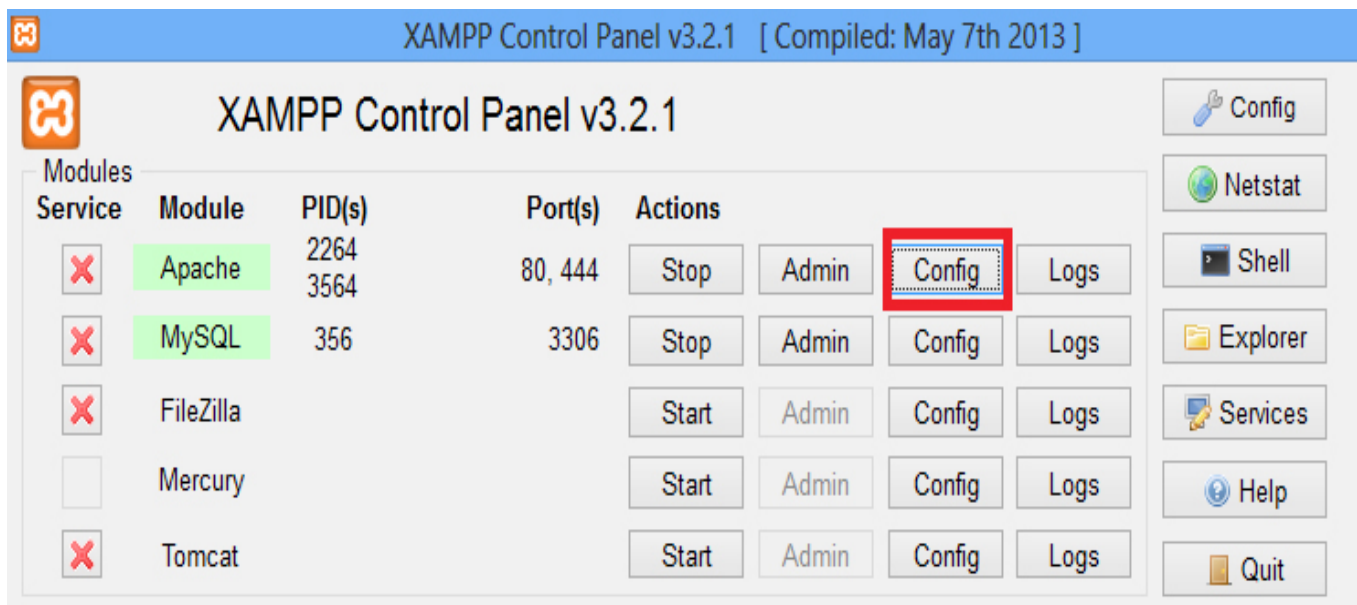 XAMPP Control Panel v3.2.1 [ Compiled: May 7th 2013 ]
XAMPP Control Panel v3.2.1
Config
Modules
Netstat
Service Module PID(s) Port(s) Actions
Apache 2264 3564 80, 444 Stop Admin Config Logs
Shell
MySQL 356 3306 Stop Admin Config Logs
Explorer
FileZilla Start Admin Config Logs
Services
Mercury Start Admin Config Logs
Help
Tomcat Start Admin Config Logs
Quit